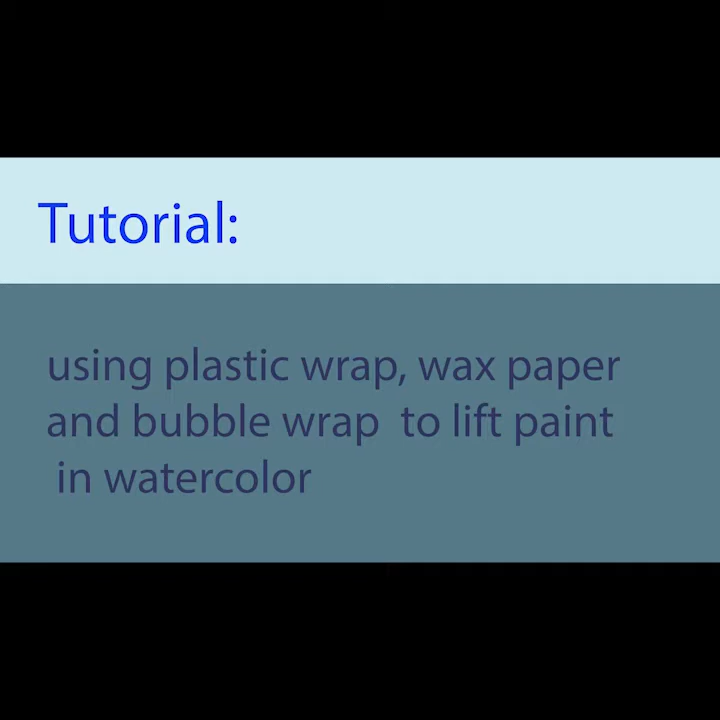 Tutorial:
using plastic wrap, wax paper
and bubble wrap  to lift paint
in watercolor